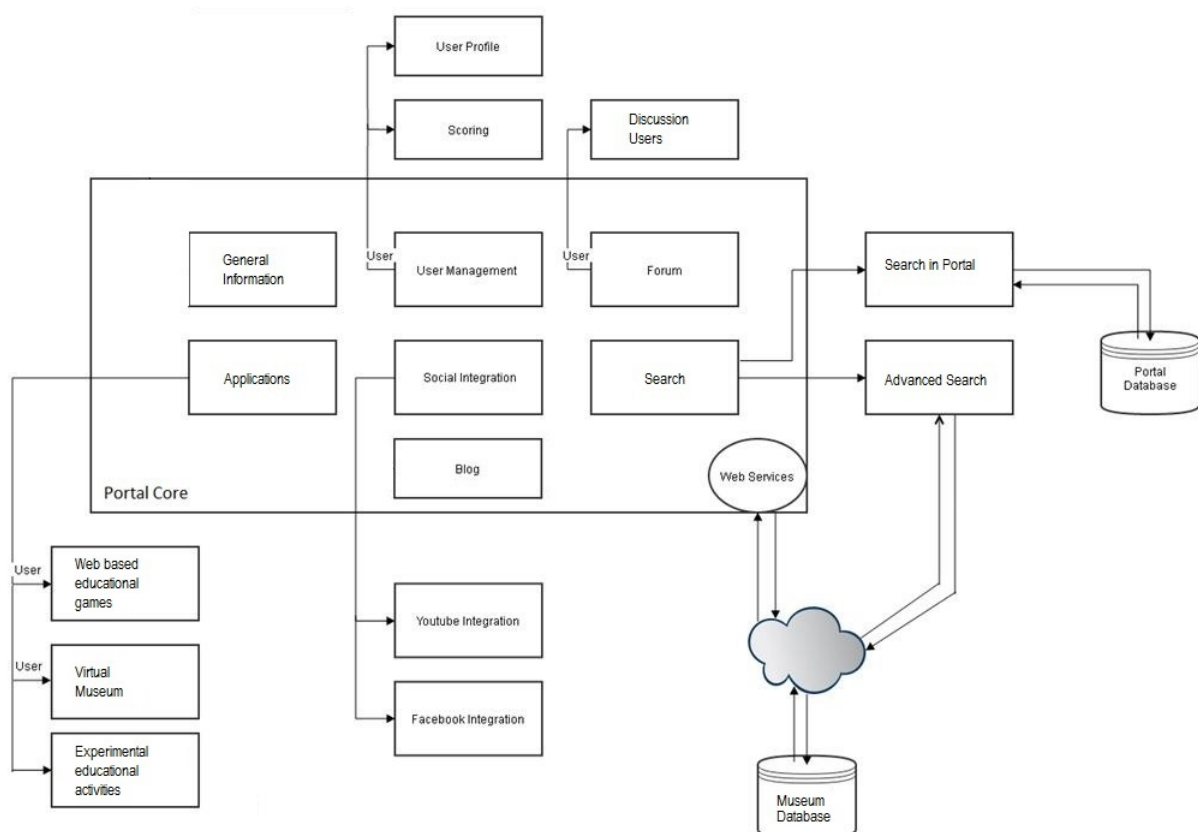 User Profile
Scoring
Discussion
Users
General
Information
User
User Management
User
Forum
Search in Portal
Applications
Social Integration
Search
Advanced Search
Portal
Database
Blog
Web Services
Portal Core
User
Web based
educational
games
Youtube Integration
User
Virtual
Museum
Facebook Integration
Experimental
educational
activities
Museum
Database